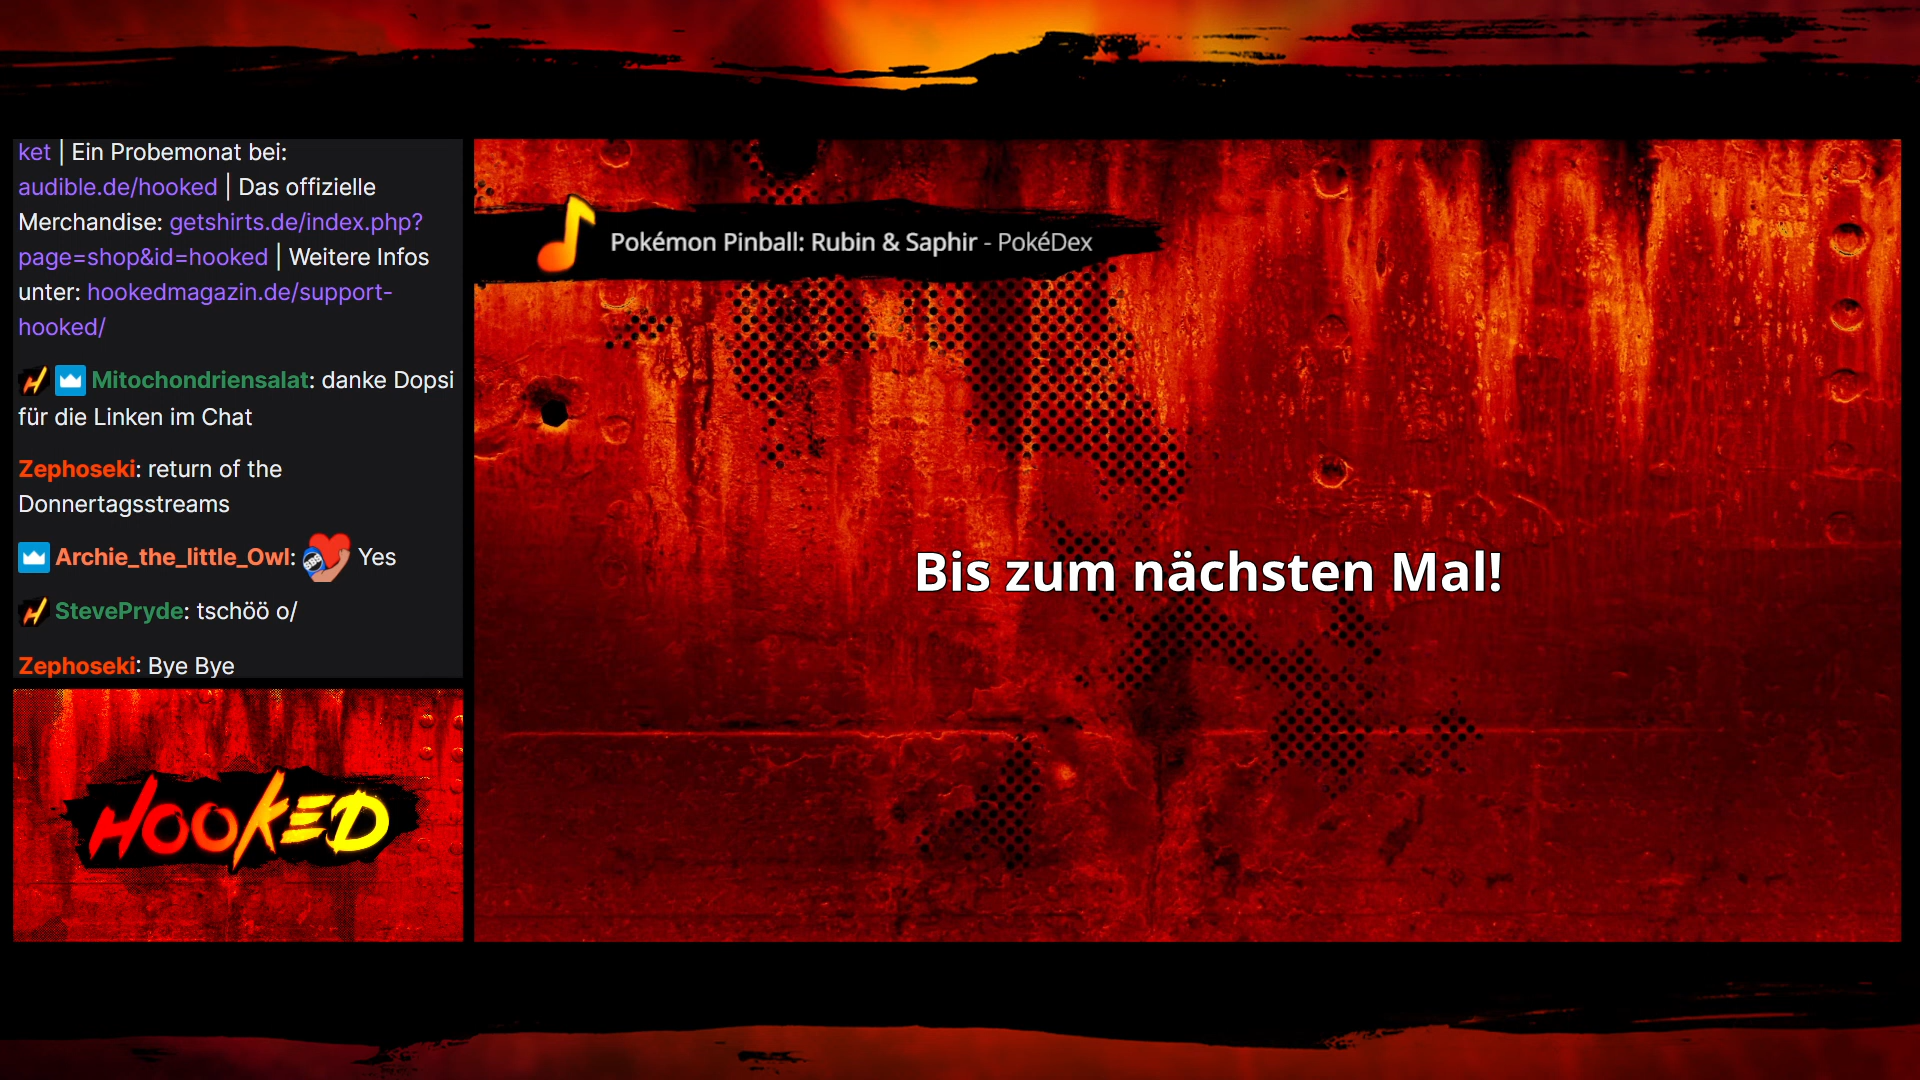 ket | Ein Probemonat bei:
audible.de/hooked | Das offizielle
Merchandise: getshirts.de/index.php?
page=shop&id=hooked | Weitere Infos
unter: hookedmagazin.de/support-
hooked/
Mitochondriensalat: danke Dopsi
für die Linken im Chat
Zephoseki: return of the
Donnertagsstreams
Archie_the_little_Owl: Yes
StevePryde: tschöö o/
Zephoseki: Bye Bye
HOOKED
Pokémon Pinball: Rubin & Saphir - PokéDex
Bis zum nächsten Mal!